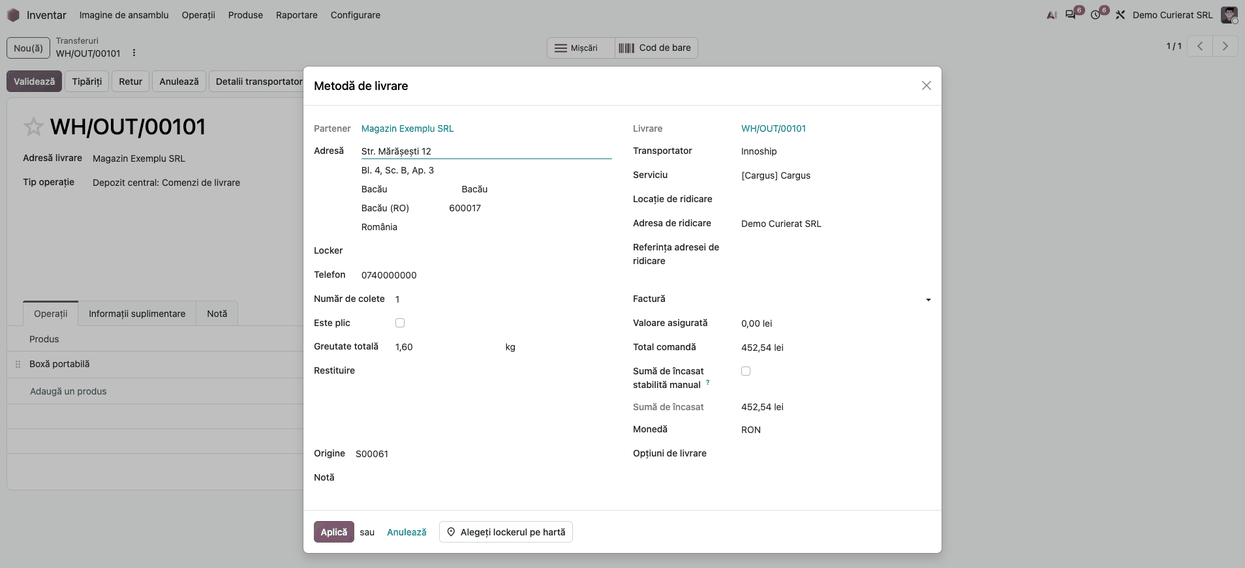 Inventar
Imagine de ansamblu
Operații
Produse
Raportare
Configurare
6
6
Demo Curierat SRL
Nou(ă)
Transferuri
WH/OUT/00101
Mișcări
Cod de bare
1 / 1
Validează
Tipăriți
Retur
Anulează
Detalii transportator
WH/OUT/00101
Adresă livrare Magazin Exemplu SRL
Tip operație Depozit central: Comenzi de livrare
Operații
Informații suplimentare
Notă
Produs
Boxă portabilă
Adaugă un produs
Metodă de livrare
Partener Magazin Exemplu SRL
Adresă Str. Mărășești 12
Bl. 4, Sc. B, Ap. 3
Bacău Bacău
Bacău (RO) 600017
România
Locker
Telefon 0740000000
Număr de colete 1
Este plic
Greutate totală 1,60 kg
Restituire
Origine S00061
Notă
Livrare WH/OUT/00101
Transportator Innoship
Serviciu [Cargus] Cargus
Locație de ridicare
Adresa de ridicare Demo Curierat SRL
Referința adresei de
ridicare
Factură
Valoare asigurată 0,00 lei
Total comandă 452,54 lei
Sumă de încasat
stabilită manual ?
Sumă de încasat 452,54 lei
Monedă RON
Opțiuni de livrare
Aplică sau Anulează Alegeți lockerul pe hartă